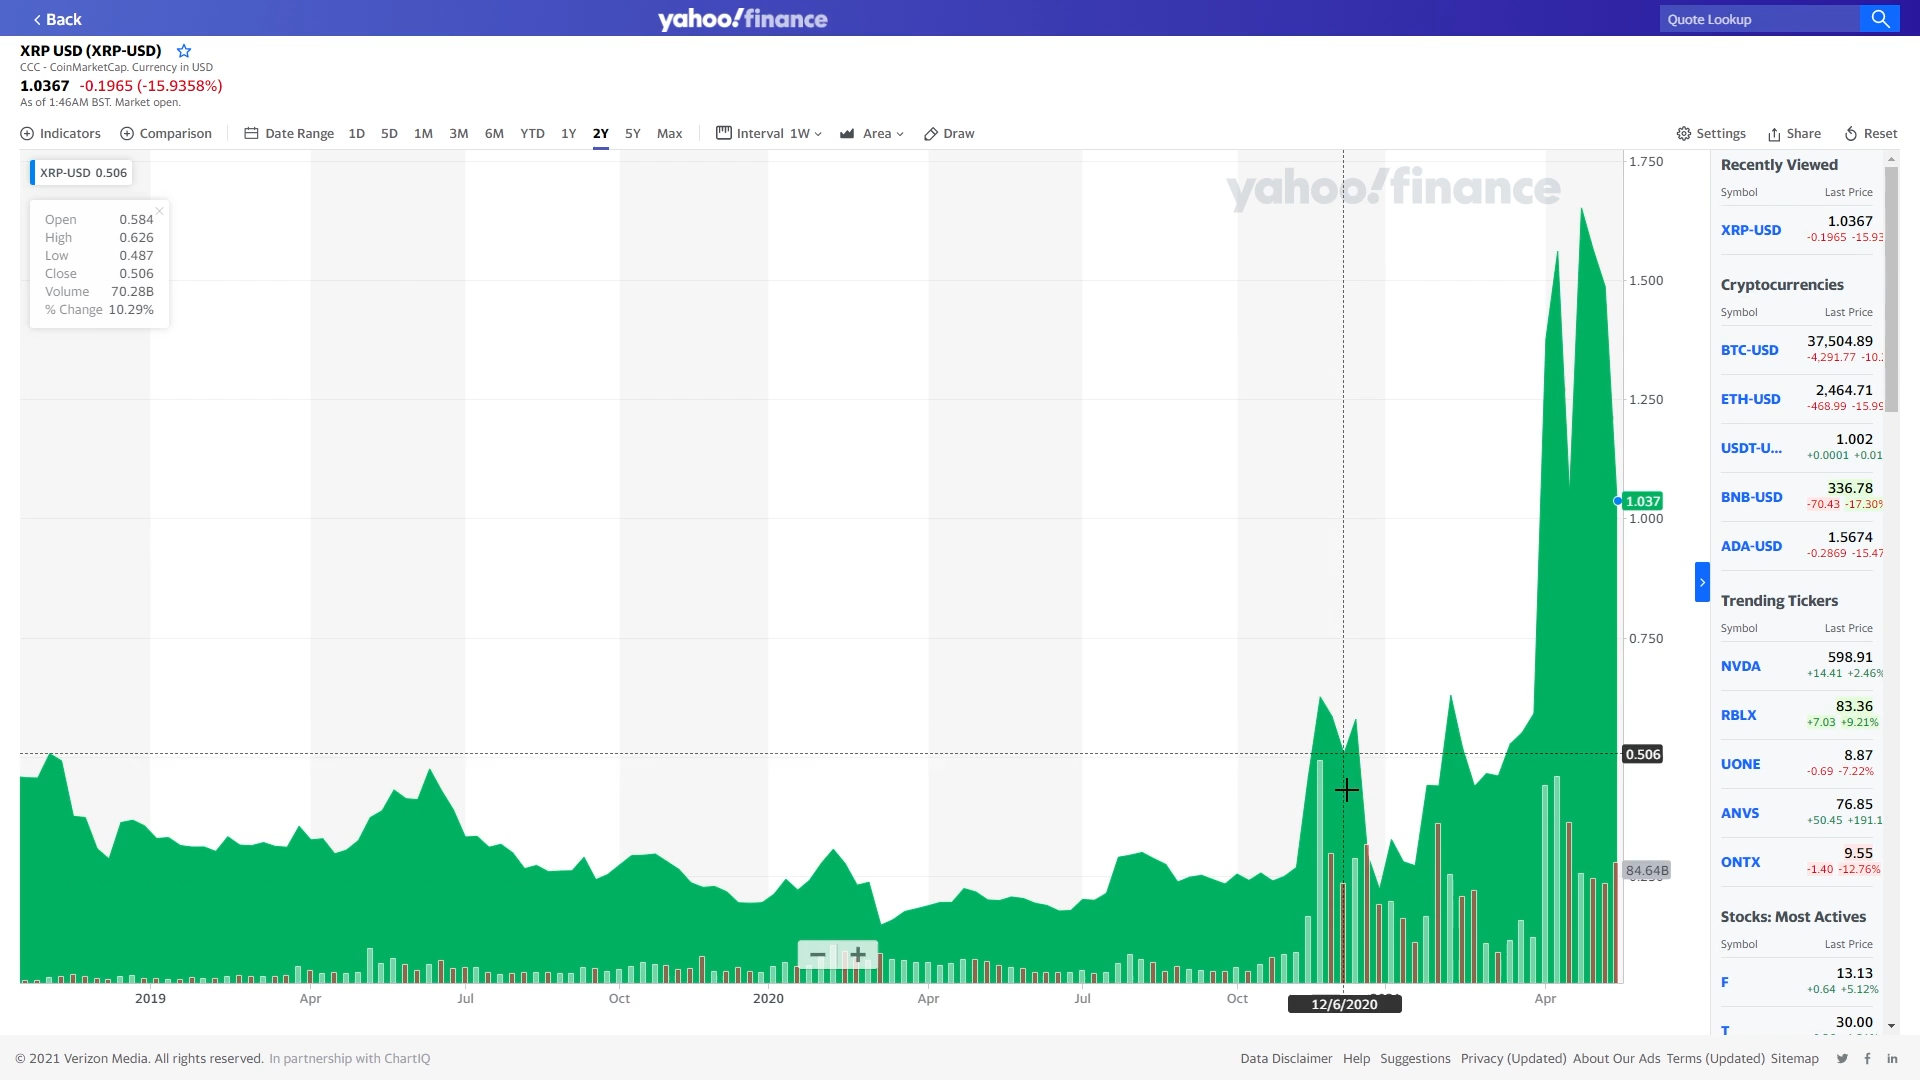 Back
yahoo!finance
Quote Lookup
XRP USD (XRP-USD)
CCC - CoinMarketCap. Currency in USD
1.0367 -0.1965 (-15.9358%)
As of 1:46AM BST. Market open.
Indicators Comparison Date Range 1D 5D 1M 3M 6M YTD 1Y 2Y 5Y Max Interval 1W Area Draw Settings Share Reset
XRP-USD 0.506
Open 0.584
High 0.626
Low 0.487
Close 0.506
Volume 70.28B
% Change 10.29%
yahoo!finance
1.750
1.500
1.250
1.037
1.000
0.750
0.506
84.64B
2019 Apr Jul Oct 2020 Apr Jul Oct 12/6/2020 Apr
Recently Viewed
Symbol Last Price
XRP-USD 1.0367
-0.1965 -15.93
Cryptocurrencies
Symbol Last Price
BTC-USD 37,504.89
-4,291.77 -10.
ETH-USD 2,464.71
-468.99 -15.99
USDT-U... 1.002
+0.0001 +0.01
BNB-USD 336.78
-70.43 -17.30%
ADA-USD 1.5674
-0.2869 -15.47
Trending Tickers
Symbol Last Price
NVDA 598.91
+14.41 +2.46%
RBLX 83.36
+7.03 +9.21%
UONE 8.87
-0.69 -7.22%
ANVS 76.85
+50.45 +191.1
ONTX 9.55
-1.40 -12.76%
Stocks: Most Actives
Symbol Last Price
F 13.13
+0.64 +5.12%
T 30.00
© 2021 Verizon Media. All rights reserved. In partnership with ChartIQ
Data Disclaimer Help Suggestions Privacy (Updated) About Our Ads Terms (Updated) Sitemap